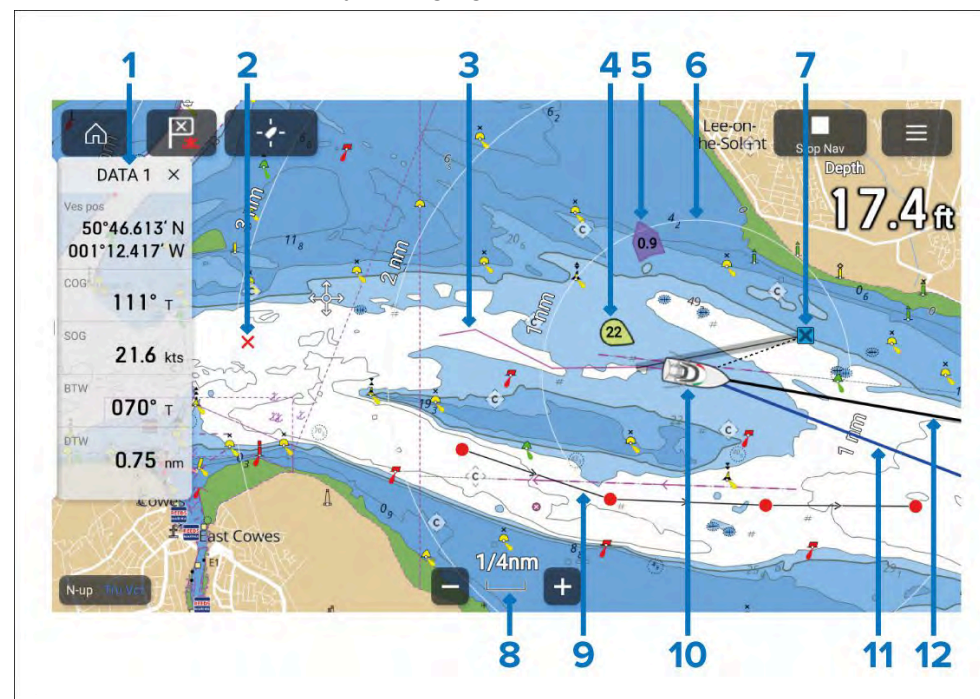 1 2 3 4 5 6 7
Lee-on-
he-Solent
Stop Nav
Depth
17.4 ft
DATA 1 ×
Ves pos
50°46.613' N
001°12.417' W
COG
111° T
SOG
21.6 kts
BTW
070° T
DTW
0.75 nm
2 nm
1 nm
1 nm
0.9
22
C
C
C
C
C
C
C
Cowes
East Cowes
E1
N-up
1/4nm
− +
8 9 10 11 12